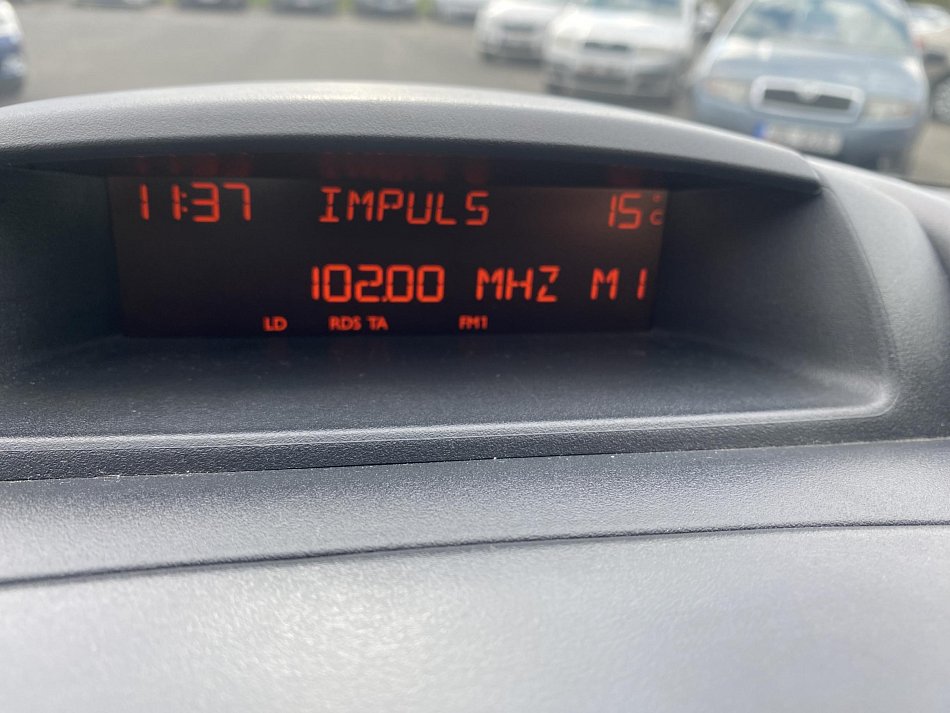 11:37 IMPULS 15°C
102.00 MHZ M1
LD RDS TA FM1